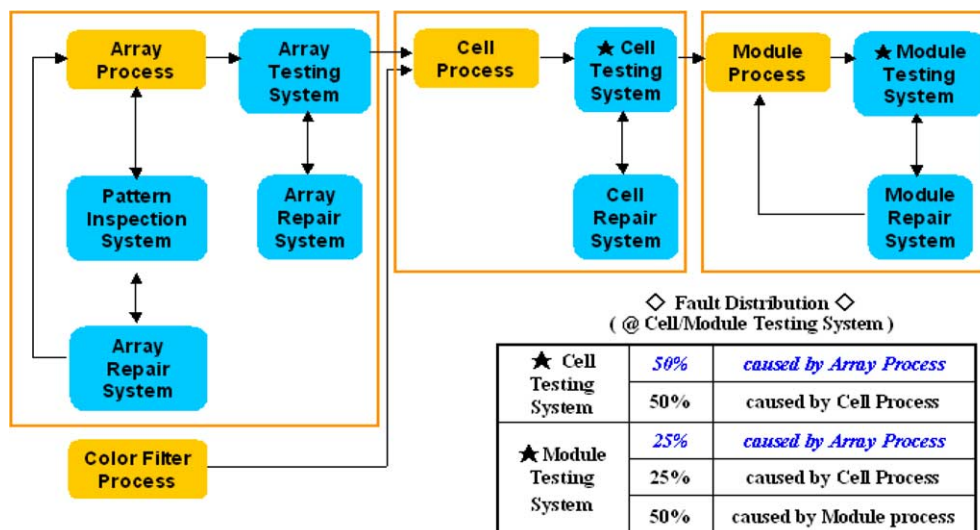 Array
Process
Array
Testing
System
Cell
Process
★ Cell
Testing
System
Module
Process
★ Module
Testing
System
Pattern
Inspection
System
Array
Repair
System
Cell
Repair
System
Module
Repair
System
Array
Repair
System
Color Filter
Process
◇ Fault Distribution ◇
( @ Cell/Module Testing System )
★ Cell
Testing
System
50%
caused by Array Process
50%
caused by Cell Process
★ Module
Testing
System
25%
caused by Array Process
25%
caused by Cell Process
50%
caused by Module process